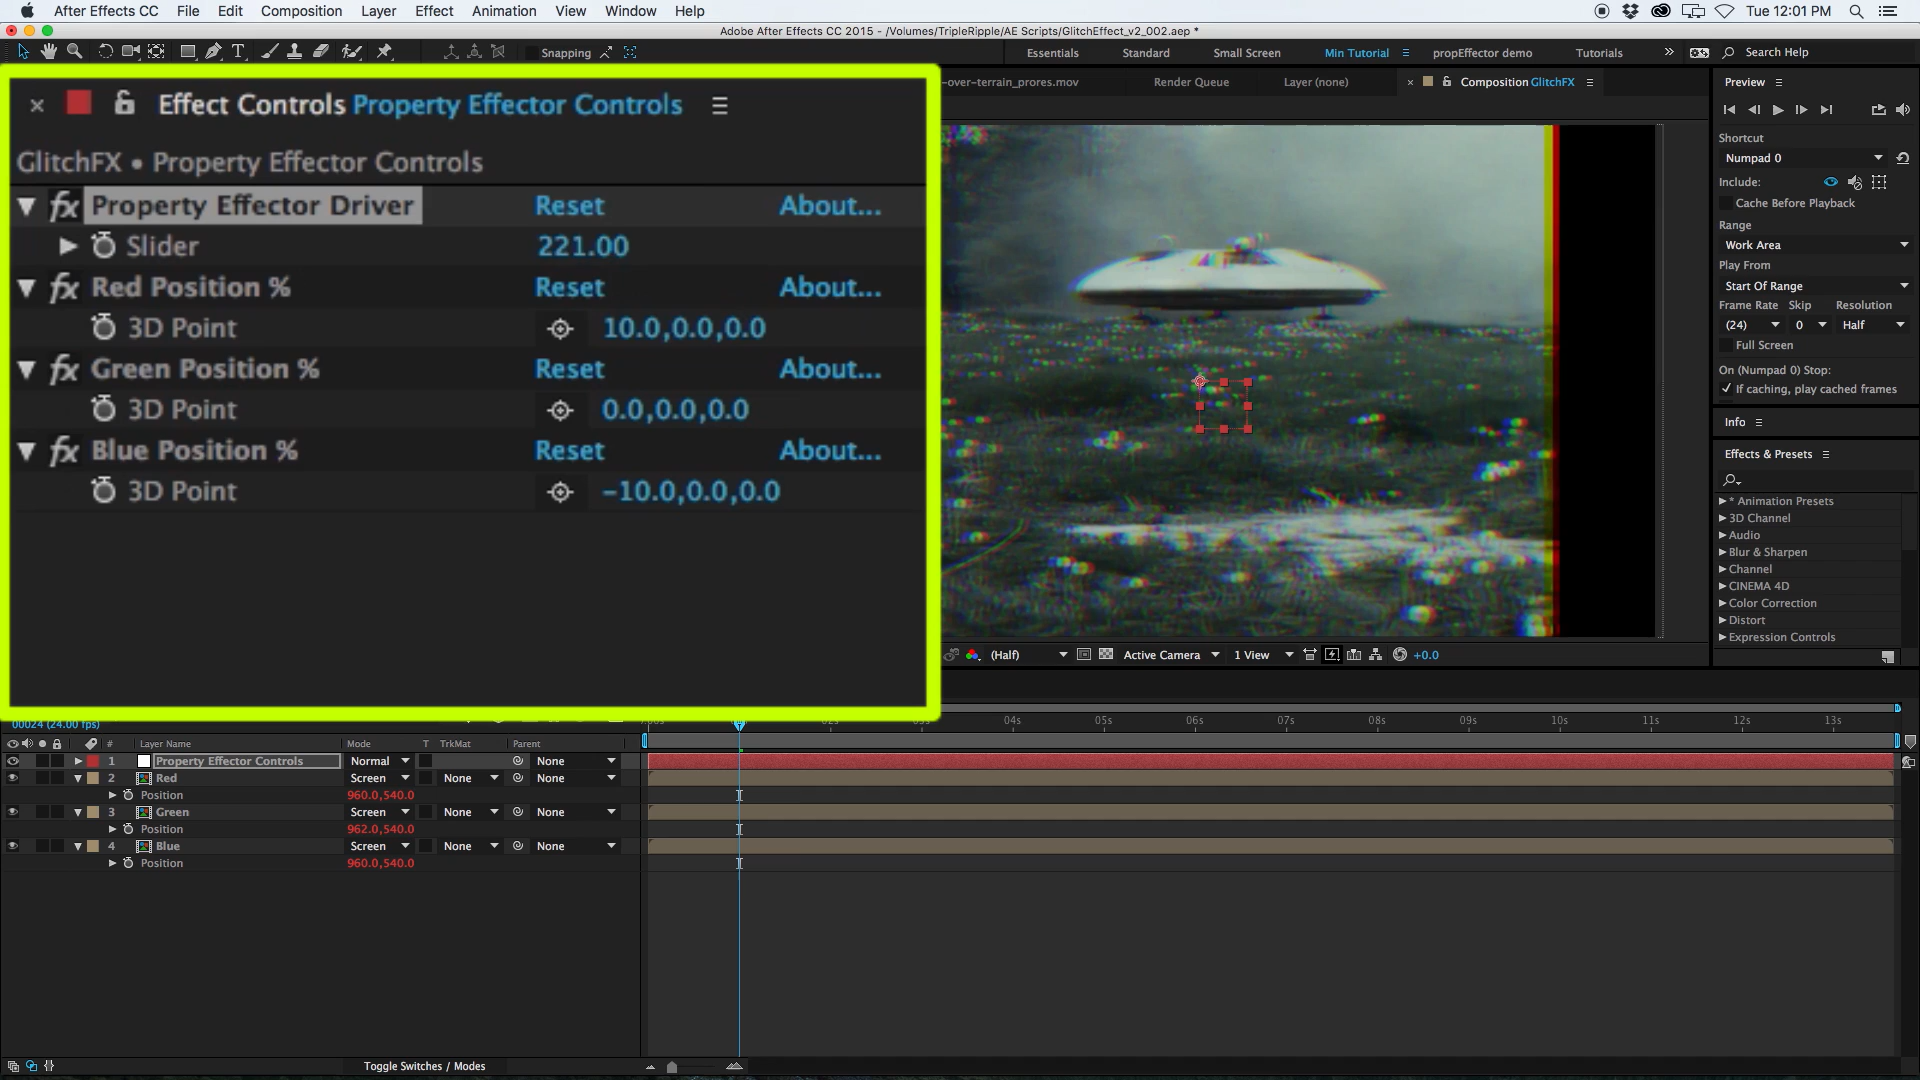 After Effects CC File Edit Composition Layer Effect Animation View Window Help Tue 12:01 PM
Adobe After Effects CC 2015 - /Volumes/TripleRipple/AE Scripts/GlitchEffect_v2_002.aep *
Snapping Essentials Standard Small Screen Min Tutorial propEffector demo Tutorials Search Help
Effect Controls Property Effector Controls
GlitchFX • Property Effector Controls
fx Property Effector Driver Reset About...
Slider 221.00
fx Red Position % Reset About...
3D Point 10.0,0.0,0.0
fx Green Position % Reset About...
3D Point 0.0,0.0,0.0
fx Blue Position % Reset About...
3D Point -10.0,0.0,0.0
-over-terrain_prores.mov Render Queue Layer (none) Composition GlitchFX
(Half) Active Camera 1 View +0.0
Preview
Shortcut
Numpad 0
Include:
Cache Before Playback
Range
Work Area
Play From
Start Of Range
Frame Rate Skip Resolution
(24) 0 Half
Full Screen
On (Numpad 0) Stop:
If caching, play cached frames
Info
Effects & Presets
* Animation Presets
3D Channel
Audio
Blur & Sharpen
Channel
CINEMA 4D
Color Correction
Distort
Expression Controls
00024 (24.00 fps)
02s 04s 05s 06s 07s 08s 09s 10s 11s 12s 13s
# Layer Name Mode T TrkMat Parent
1 Property Effector Controls Normal None
2 Red Screen None None
Position 960.0,540.0
3 Green Screen None None
Position 962.0,540.0
4 Blue Screen None None
Position 960.0,540.0
Toggle Switches / Modes